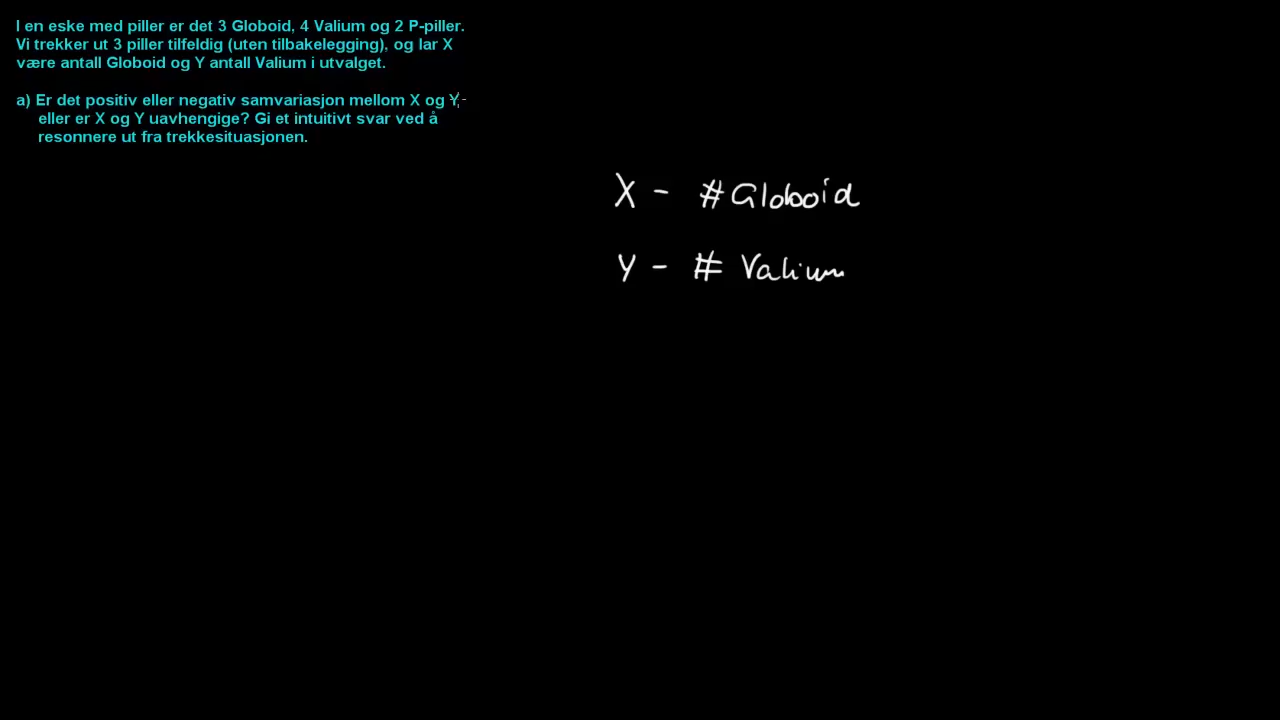 I en eske med piller er det 3 Globoid, 4 Valium og 2 P-piller.
Vi trekker ut 3 piller tilfeldig (uten tilbakelegging), og lar X
være antall Globoid og Y antall Valium i utvalget.
a) Er det positiv eller negativ samvariasjon mellom X og Y,
eller er X og Y uavhengige? Gi et intuitivt svar ved å
resonnere ut fra trekkesituasjonen.
X - #Globoid
Y - # Valium